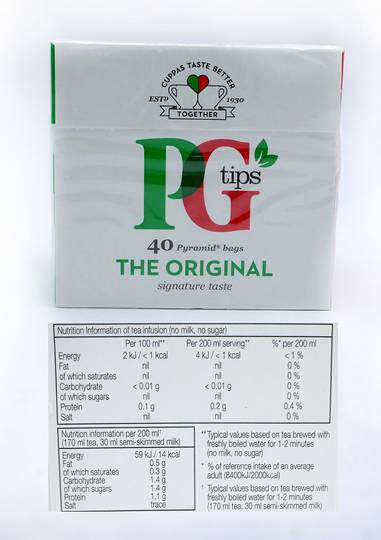 CUPPAS TASTE BETTER
ESTD 1930
TOGETHER
PG tips
40 Pyramid® bags
THE ORIGINAL
signature taste
Nutrition Information of tea infusion (no milk, no sugar)
Per 100 ml** Per 200 ml serving** %* per 200 ml
Energy 2 kJ / < 1 kcal 4 kJ / < 1 kcal < 1 %
Fat nil nil 0 %
of which saturates nil nil 0 %
Carbohydrate < 0.01 g < 0.01 g 0 %
of which sugars nil nil 0 %
Protein 0.1 g 0.2 g 0.4 %
Salt nil nil 0 %
Nutrition information per 200 ml†
(170 ml tea, 30 ml semi-skimmed milk)
Energy 59 kJ / 14 kcal
Fat 0.5 g
of which saturates 0.3 g
Carbohydrate 1.4 g
of which sugars 1.4 g
Protein 1.1 g
Salt trace
** Typical values based on tea brewed with
freshly boiled water for 1-2 minutes
(no milk, no sugar)
* % of reference intake of an average
adult (8400kJ/2000kcal)
† Typical values based on tea brewed with
freshly boiled water for 1-2 minutes
(170 ml tea, 30 ml semi-skimmed milk)